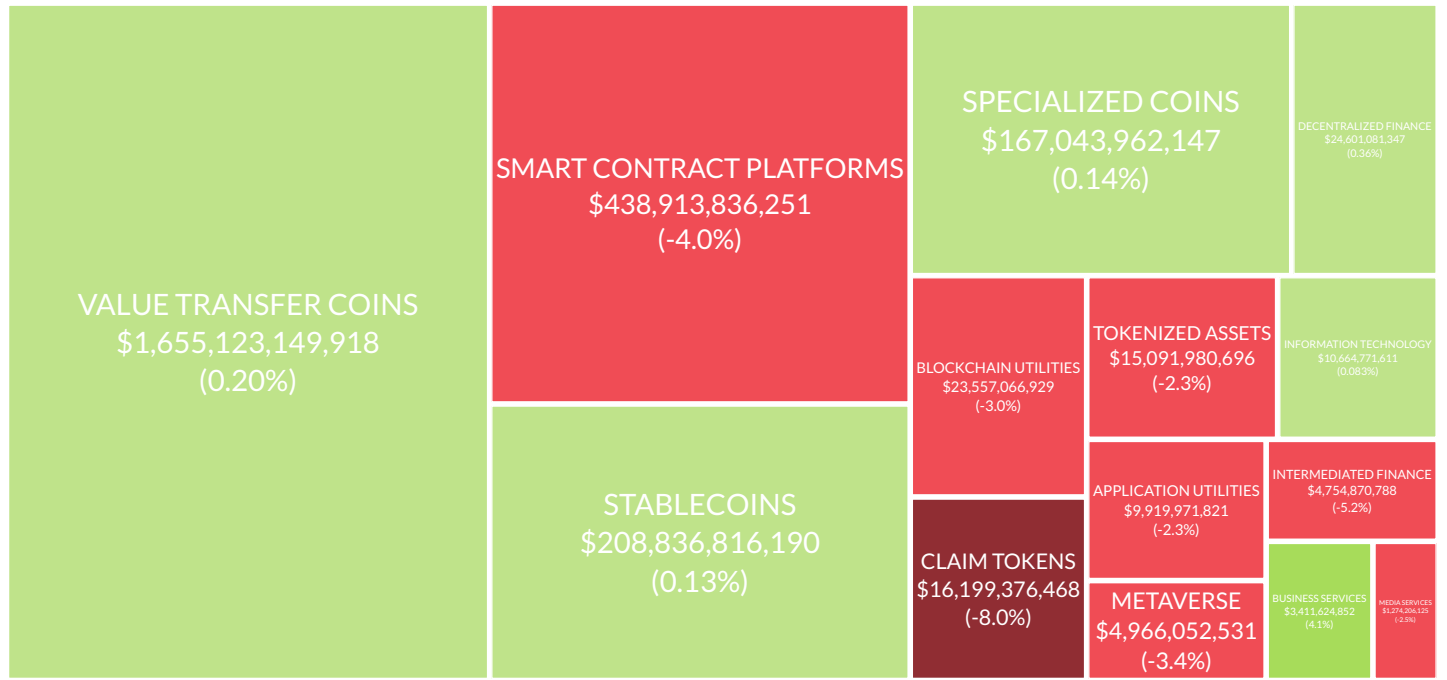 VALUE TRANSFER COINS
$1,655,123,149,918
(0.20%)
SMART CONTRACT PLATFORMS
$438,913,836,251
(-4.0%)
STABLECOINS
$208,836,816,190
(0.13%)
SPECIALIZED COINS
$167,043,962,147
(0.14%)
DECENTRALIZED FINANCE
$24,601,081,347
(0.36%)
BLOCKCHAIN UTILITIES
$23,557,066,929
(-3.0%)
CLAIM TOKENS
$16,199,376,468
(-8.0%)
TOKENIZED ASSETS
$15,091,980,696
(-2.3%)
INFORMATION TECHNOLOGY
$10,664,771,611
(0.083%)
APPLICATION UTILITIES
$9,919,971,821
(-2.3%)
METAVERSE
$4,966,052,531
(-3.4%)
INTERMEDIATED FINANCE
$4,754,870,788
(-5.2%)
BUSINESS SERVICES
$3,411,624,852
(4.1%)
MEDIA SERVICES
$1,274,206,125
(-2.5%)